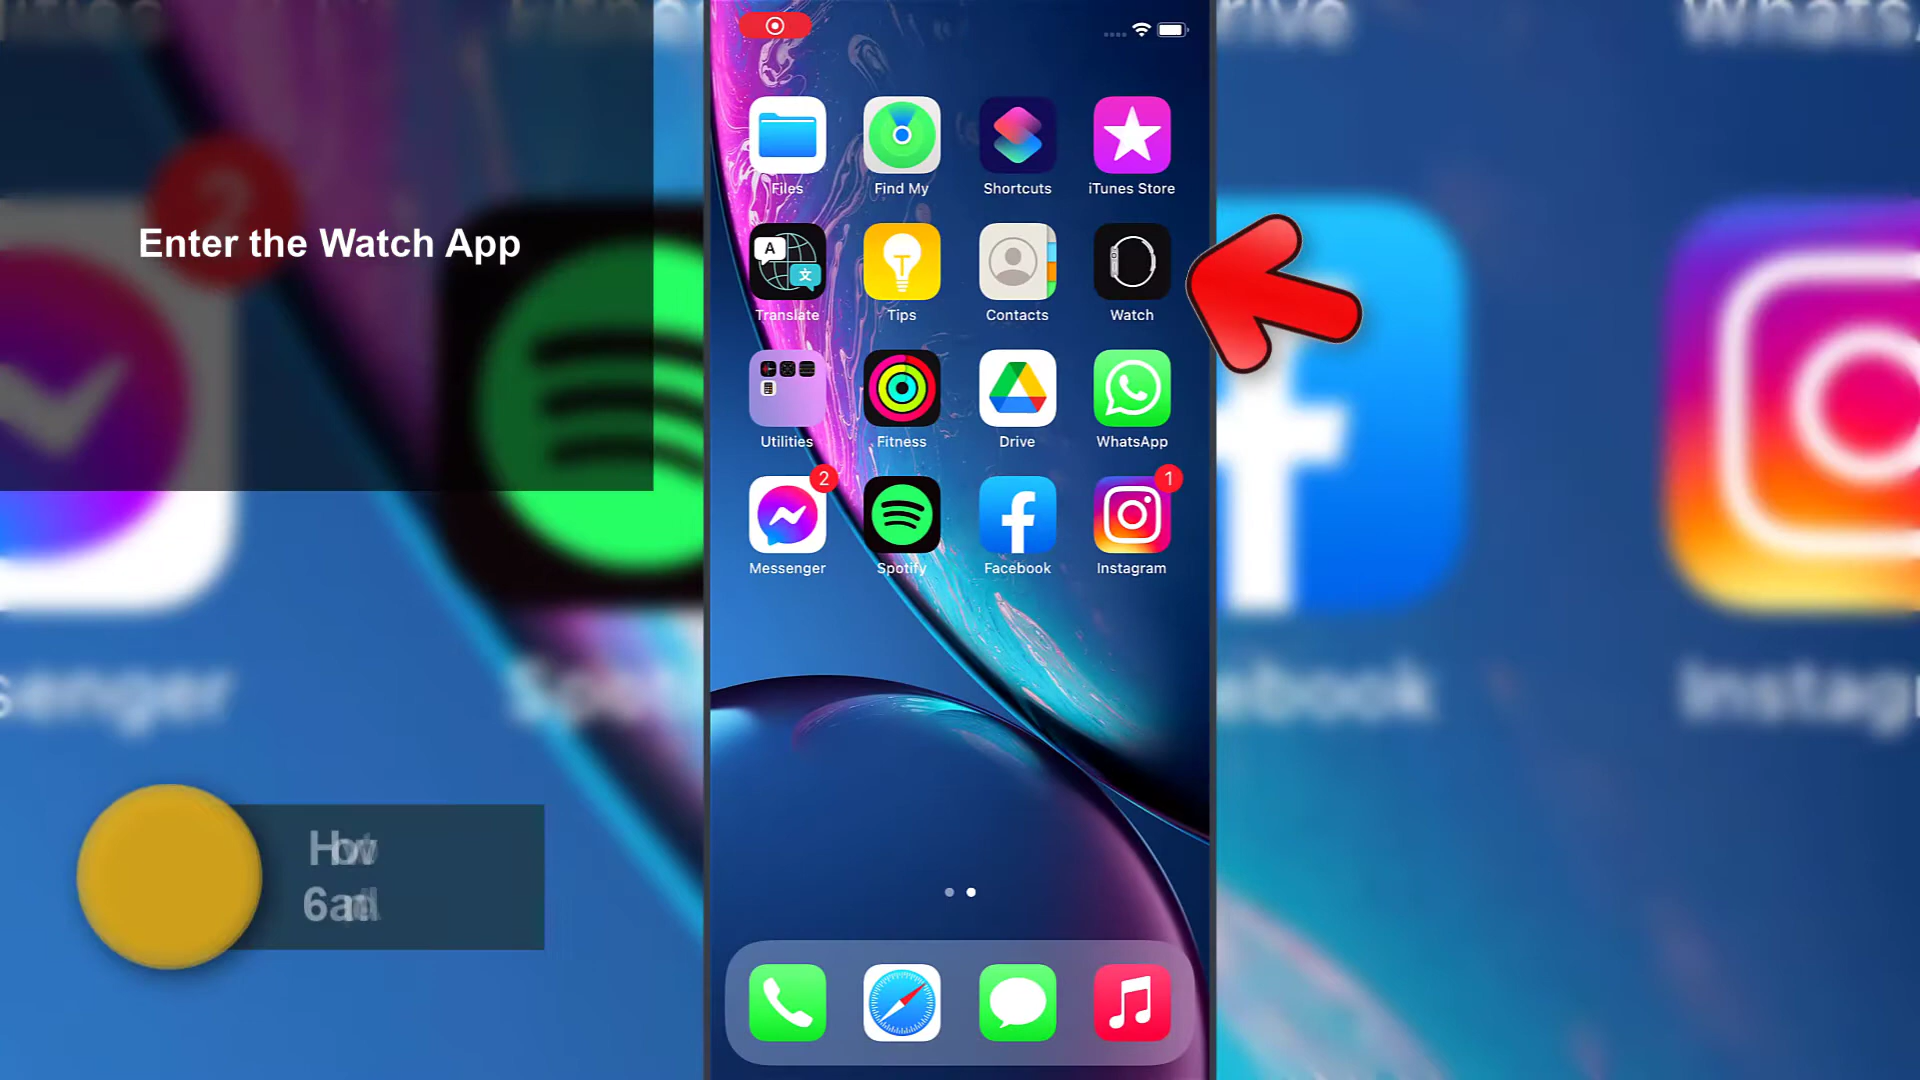 Enter the Watch App
Files
Find My
Shortcuts
iTunes Store
A
文
Translate
Tips
Contacts
Watch
Utilities
Fitness
Drive
WhatsApp
2
1
Messenger
Spotify
Facebook
Instagram